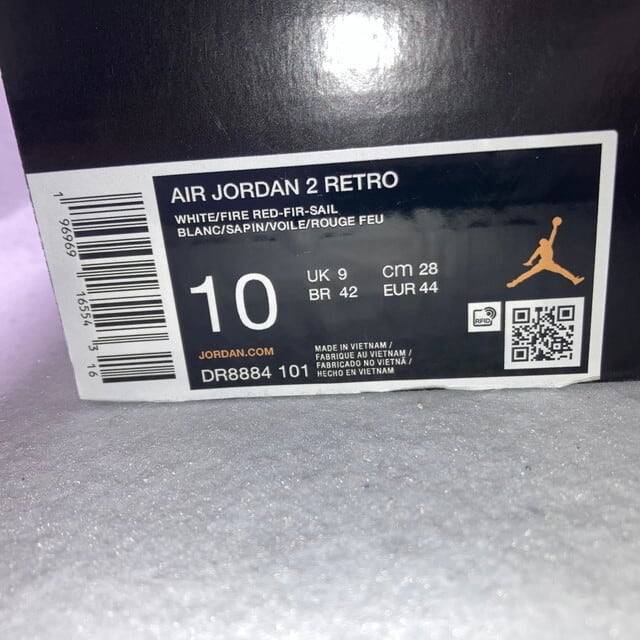 AIR JORDAN 2 RETRO
WHITE/FIRE RED-FIR-SAIL
BLANC/SAPIN/VOILE/ROUGE FEU
10
UK 9 cm 28
BR 42 EUR 44
JORDAN.COM
DR8884 101
MADE IN VIETNAM /
FABRIQUE AU VIETNAM /
FABRICADO NO VIETNÃ /
HECHO EN VIETNAM
RFID
1 96969 16554 3 16